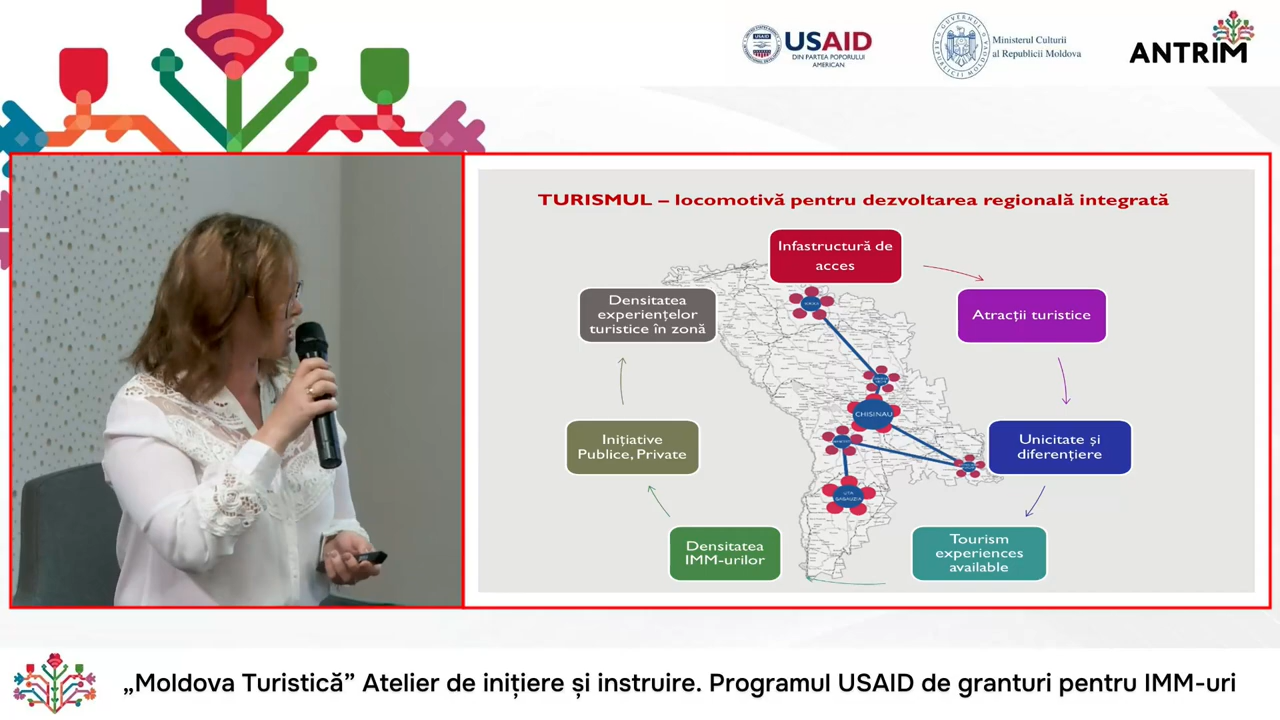 USAID
DIN PARTEA POPORULUI
AMERICAN
Ministerul Culturii
al Republicii Moldova
ANTRIM
TURISMUL – locomotivă pentru dezvoltarea regională integrată
Infastructură de
acces
Densitatea
experiențelor
turistice în zonă
Atracții turistice
CHISINAU
Inițiative
Publice, Private
Unicitate și
diferențiere
UTA
GAGAUZIA
Densitatea
IMM-urilor
Tourism
experiences
available
„Moldova Turistică” Atelier de inițiere și instruire. Programul USAID de granturi pentru IMM-uri